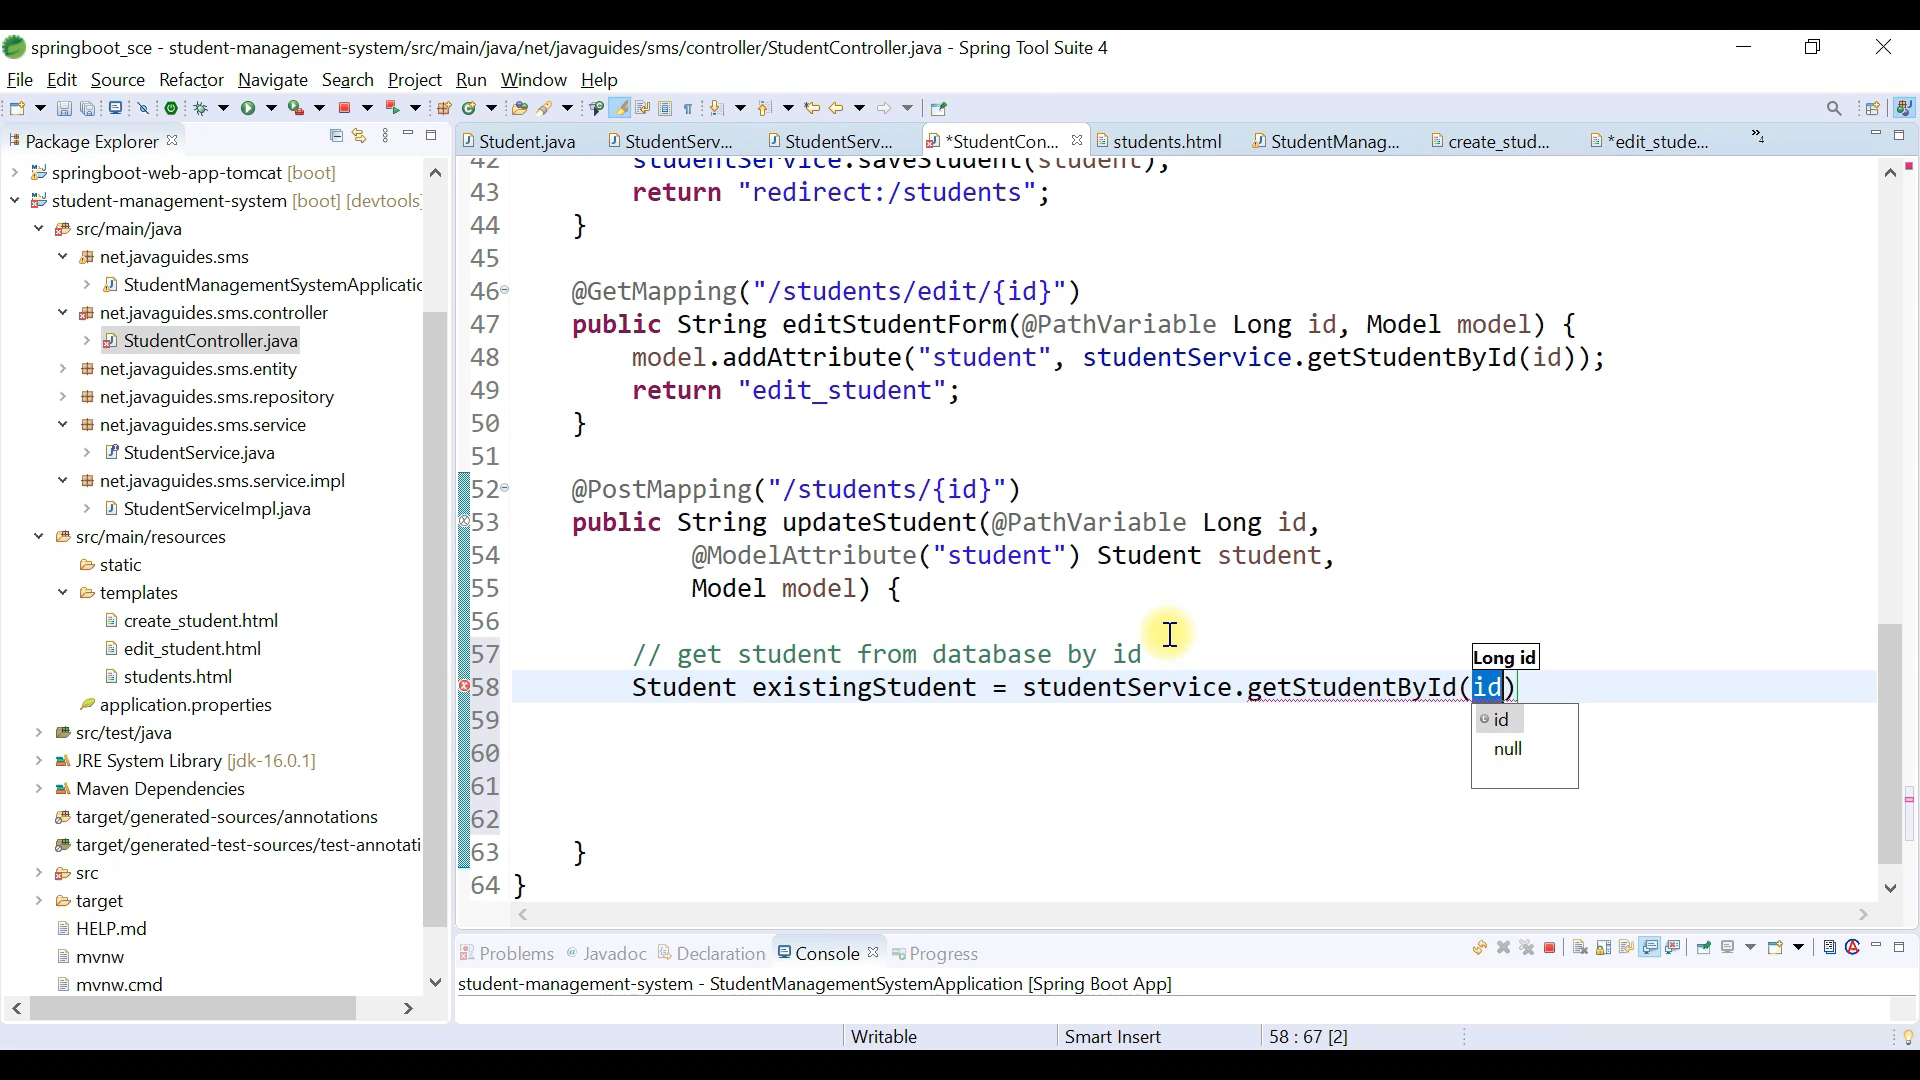 springboot_sce - student-management-system/src/main/java/net/javaguides/sms/controller/StudentController.java - Spring Tool Suite 4
File Edit Source Refactor Navigate Search Project Run Window Help
Package Explorer
Student.java StudentServ... StudentServ... *StudentCon... students.html StudentManag... create_stud... *edit_stude... »4
springboot-web-app-tomcat [boot]
student-management-system [boot] [devtools]
src/main/java
net.javaguides.sms
StudentManagementSystemApplicatic
net.javaguides.sms.controller
StudentController.java
net.javaguides.sms.entity
net.javaguides.sms.repository
net.javaguides.sms.service
StudentService.java
net.javaguides.sms.service.impl
StudentServiceImpl.java
src/main/resources
static
templates
create_student.html
edit_student.html
students.html
application.properties
src/test/java
JRE System Library [jdk-16.0.1]
Maven Dependencies
target/generated-sources/annotations
target/generated-test-sources/test-annotati
src
target
HELP.md
mvnw
mvnw.cmd
42 studentService.saveStudent(student);
43 return "redirect:/students";
44 }
45
46 @GetMapping("/students/edit/{id}")
47 public String editStudentForm(@PathVariable Long id, Model model) {
48 model.addAttribute("student", studentService.getStudentById(id));
49 return "edit_student";
50 }
51
52 @PostMapping("/students/{id}")
53 public String updateStudent(@PathVariable Long id,
54 @ModelAttribute("student") Student student,
55 Model model) {
56
57 // get student from database by id
Long id
58 Student existingStudent = studentService.getStudentById(id)
59
id
60
null
61
62
63 }
64 }
Problems Javadoc Declaration Console Progress
student-management-system - StudentManagementSystemApplication [Spring Boot App]
Writable Smart Insert 58 : 67 [2]